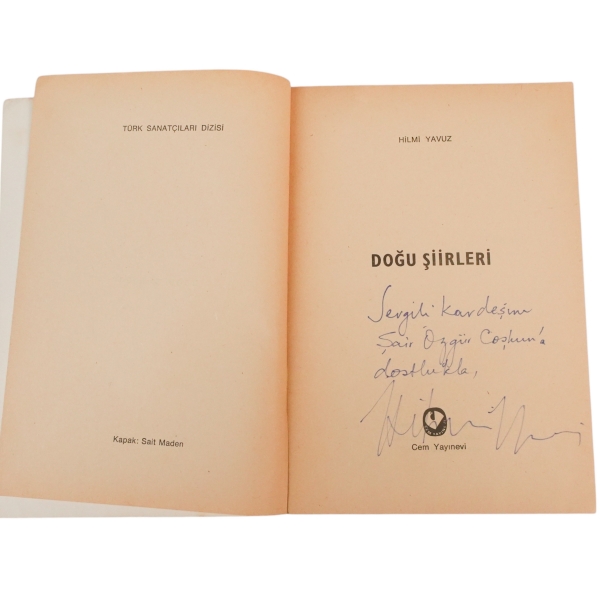 TÜRK SANATÇILARI DİZİSİ
Kapak: Sait Maden
HİLMİ YAVUZ
DOĞU ŞİİRLERİ
Sevgili kardeşim
Şair Özgür Coşkun'a
dostlukla,
Cem Yayınevi